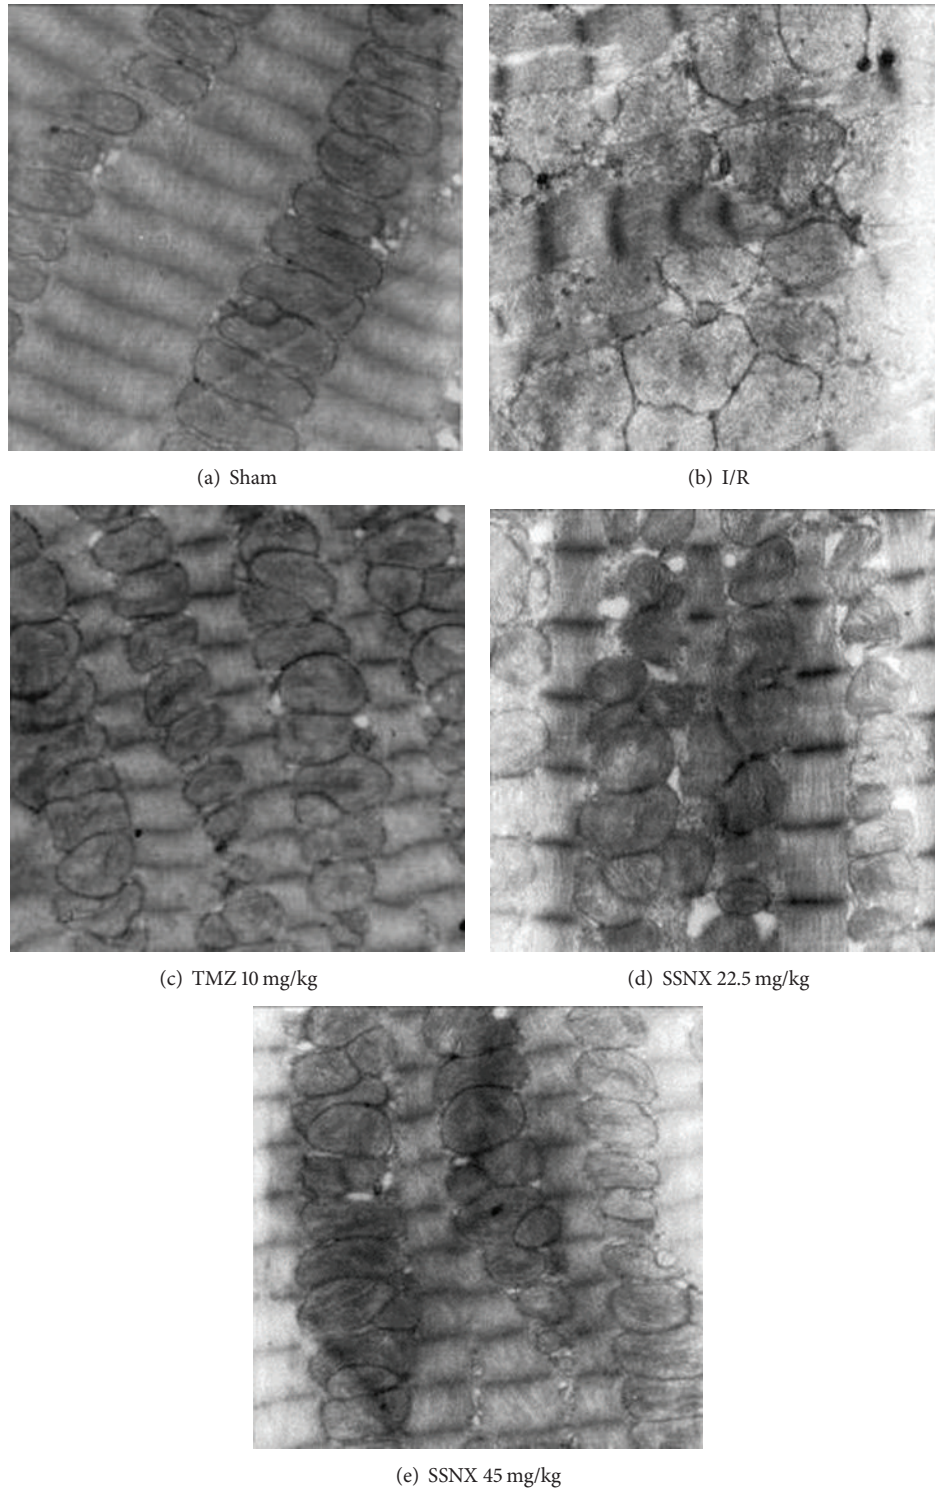 (a) Sham
(b) I/R
(c) TMZ 10 mg/kg
(d) SSNX 22.5 mg/kg
(e) SSNX 45 mg/kg